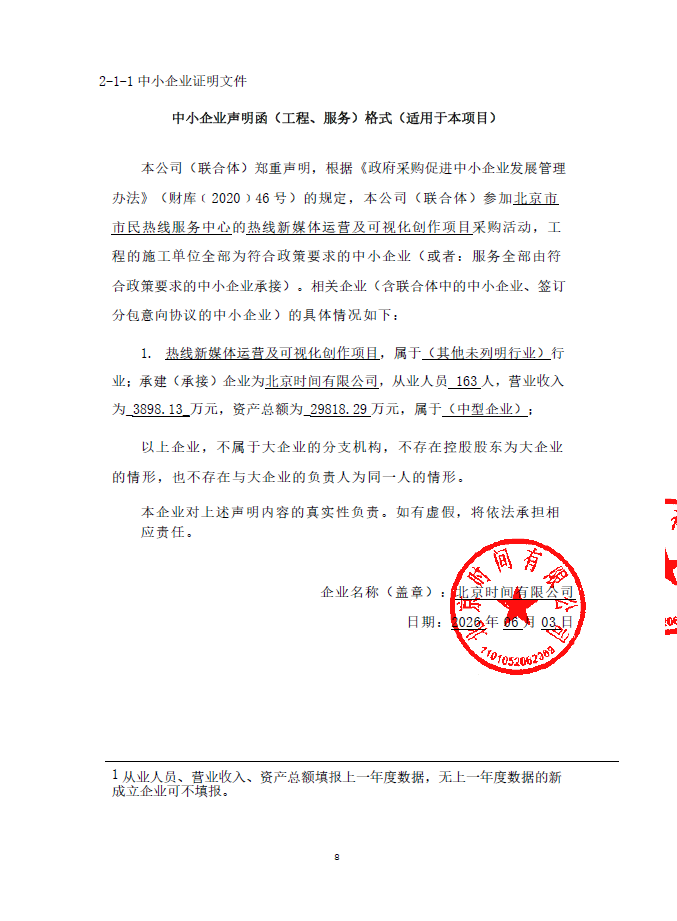 2-1-1 中小企业证明文件
中小企业声明函（工程、服务）格式（适用于本项目）
本公司（联合体）郑重声明，根据《政府采购促进中小企业发展管理
办法》（财库﹝2020﹞46 号）的规定，本公司（联合体）参加北京市
市民热线服务中心的热线新媒体运营及可视化创作项目采购活动，工
程的施工单位全部为符合政策要求的中小企业（或者：服务全部由符
合政策要求的中小企业承接）。相关企业（含联合体中的中小企业、签订
分包意向协议的中小企业）的具体情况如下：
1. 热线新媒体运营及可视化创作项目，属于（其他未列明行业）行
业；承建（承接）企业为北京时间有限公司，从业人员 163 人，营业收入
为 3898.13 万元，资产总额为 29818.29 万元，属于（中型企业）；
以上企业，不属于大企业的分支机构，不存在控股股东为大企业
的情形，也不存在与大企业的负责人为同一人的情形。
本企业对上述声明内容的真实性负责。如有虚假，将依法承担相
应责任。
企业名称（盖章）：北京时间有限公司
日期：2026 年 06 月 03 日
北京时间有限公司
1 从业人员、营业收入、资产总额填报上一年度数据，无上一年度数据的新
成立企业可不填报。
8